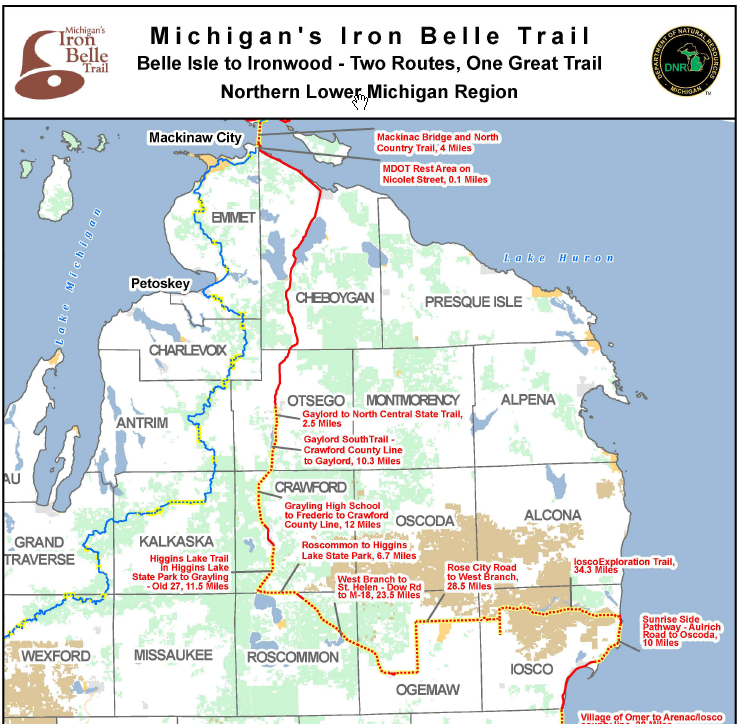 Michigan's
Iron
Belle
Trail
Michigan's Iron Belle Trail
Belle Isle to Ironwood - Two Routes, One Great Trail
Northern Lower Michigan Region
DEPARTMENT OF NATURAL RESOURCES
DNR
MICHIGAN
TM
Mackinaw City
Mackinac Bridge and North
Country Trail, 4 Miles
MDOT Rest Area on
Nicolet Street, 0.1 Miles
EMMET
Lake Michigan
Lake Huron
Petoskey
CHEBOYGAN
PRESQUE ISLE
CHARLEVOIX
OTSEGO
MONTMORENCY
ALPENA
ANTRIM
Gaylord to North Central State Trail,
2.5 Miles
Gaylord SouthTrail -
Crawford County Line
to Gaylord, 10.3 Miles
AU
CRAWFORD
Grayling High School
to Frederic to Crawford
County Line, 12 Miles
OSCODA
ALCONA
GRAND
TRAVERSE
KALKASKA
Higgins Lake Trail
in Higgins Lake
State Park to Grayling
- Old 27, 11.5 Miles
Roscommon to Higgins
Lake State Park, 6.7 Miles
West Branch to
St. Helen - Dow Rd
to M-18, 23.5 Miles
Rose City Road
to West Branch,
28.5 Miles
IoscoExploration Trail,
34.3 Miles
Sunrise Side
Pathway - Aulrich
Road to Oscoda,
10 Miles
WEXFORD
MISSAUKEE
ROSCOMMON
OGEMAW
IOSCO
Village of Omer to Arenac/Iosco